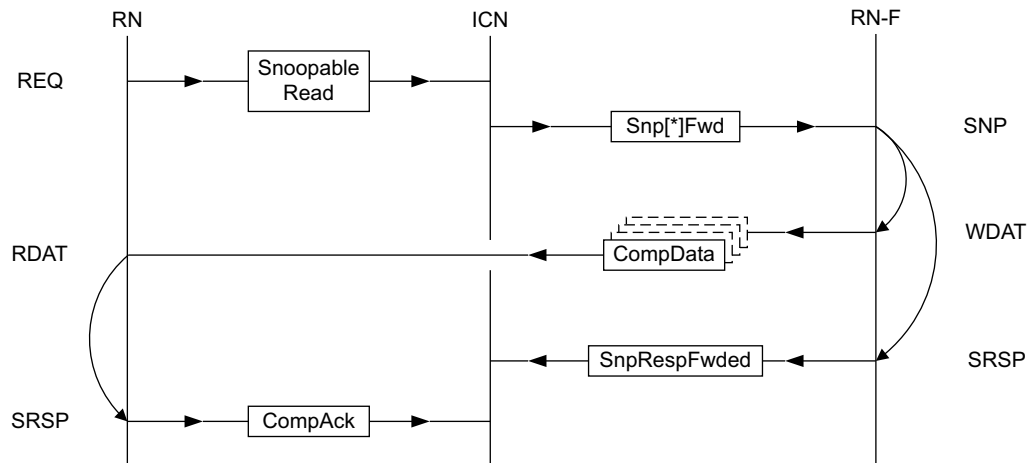 RN
ICN
RN-F
REQ
Snoopable
Read
Snp[*]Fwd
SNP
WDAT
RDAT
CompData
SnpRespFwded
SRSP
SRSP
CompAck